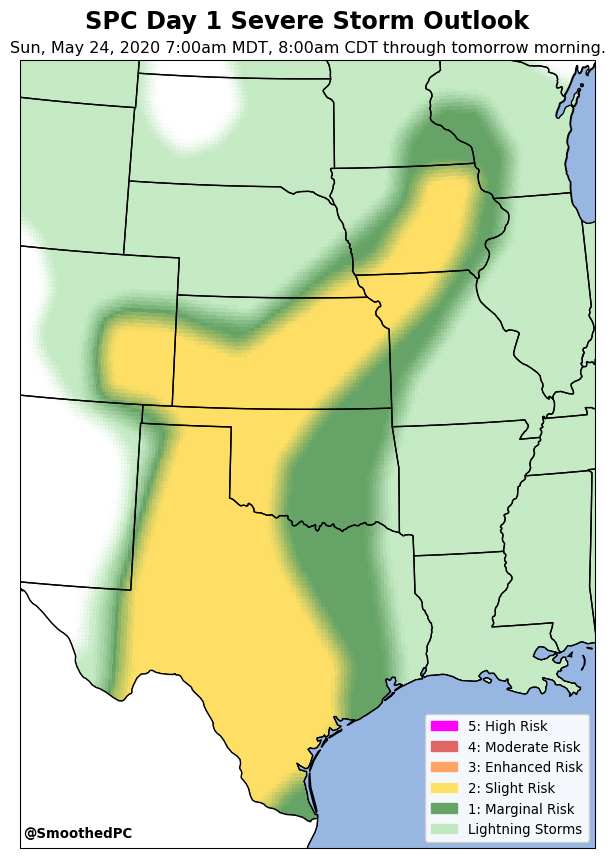 SPC Day 1 Severe Storm Outlook
Sun, May 24, 2020 7:00am MDT, 8:00am CDT through tomorrow morning.
5: High Risk
4: Moderate Risk
3: Enhanced Risk
2: Slight Risk
1: Marginal Risk
Lightning Storms
@SmoothedPC